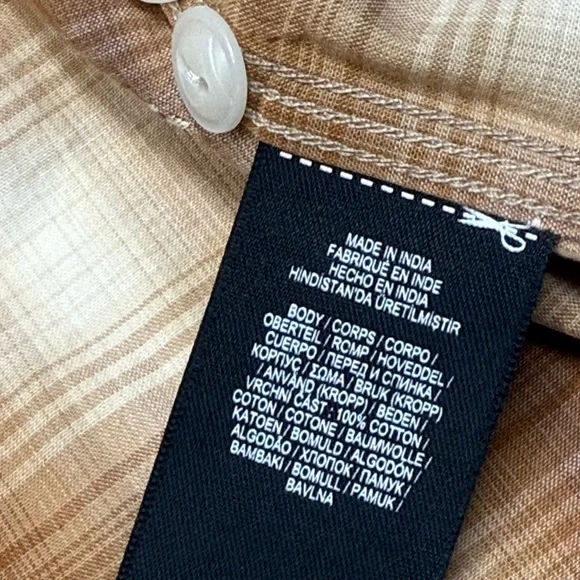 MADE IN INDIA
FABRIQUÉ EN INDE
HECHO EN INDIA
HİNDİSTAN'DA ÜRETİLMİŞTİR
BODY / CORPS / CORPO /
OBERTEIL / ROMP / HOVEDDEL /
CUERPO / ПЕРЕД И СПИНКА /
КОРПУС / ΣΩΜΑ / BRUK (KROPP)
/ ANVÄND (KROPP) / BEDEN /
VRCHNÍ ČÁST : 100% COTTON /
COTON / COTONE / BAUMWOLLE /
KATOEN / BOMULD / ALGODÓN /
ALGODÃO / ХЛОПОК / ПАМУК /
ΒΑΜΒΑΚΙ / BOMULL / PAMUK /
BAVLNA